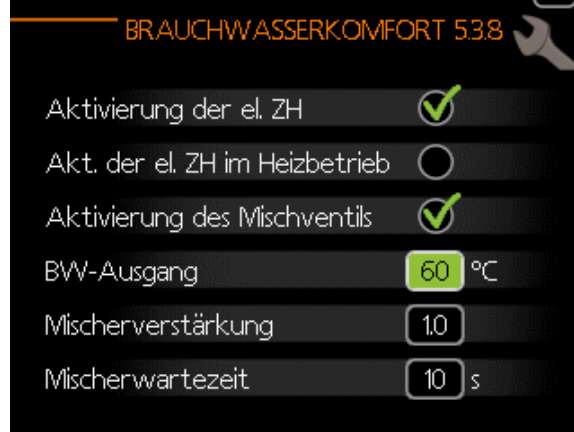 BRAUCHWASSERKOMFORT 5.3.8
Aktivierung der el. ZH
Akt. der el. ZH im Heizbetrieb
Aktivierung des Mischventils
BW-Ausgang 60 °C
Mischerverstärkung 1.0
Mischerwartezeit 10 s